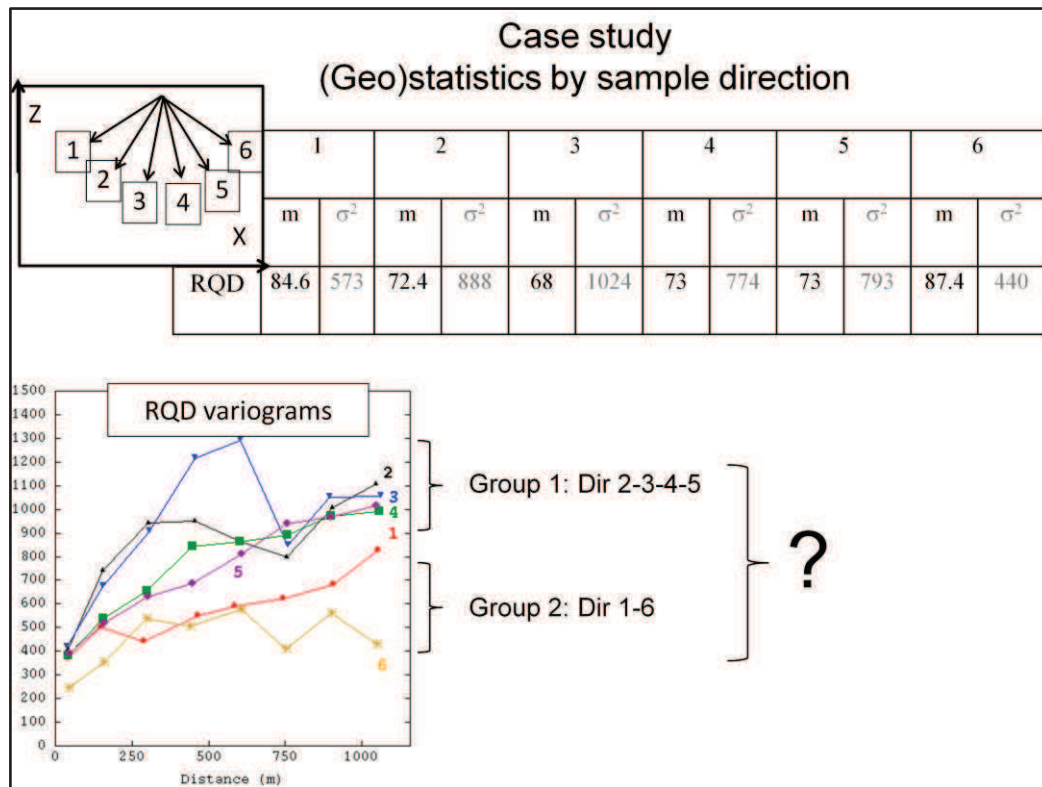 Case study
(Geo)statistics by sample direction
Z
1
2
3
4
5
6
X
1 2 3 4 5 6
m σ² m σ² m σ² m σ² m σ² m σ²
RQD 84.6 573 72.4 888 68 1024 73 774 73 793 87.4 440
RQD variograms
1500
1400
1300
1200
1100
1000
900
800
700
600
500
400
300
200
100
0
0 250 500 750 1000
Distance (m)
2
3
4
1
5
6
Group 1: Dir 2-3-4-5
Group 2: Dir 1-6
?